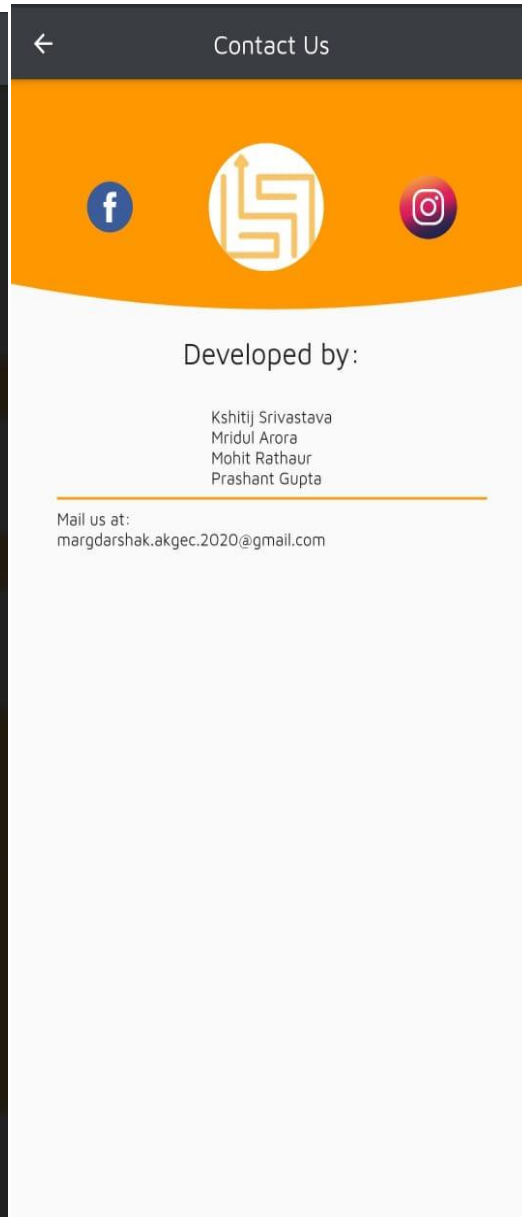 Contact Us
Developed by:
Kshitij Srivastava
Mridul Arora
Mohit Rathaur
Prashant Gupta
Mail us at:
margdarshak.akgec.2020@gmail.com